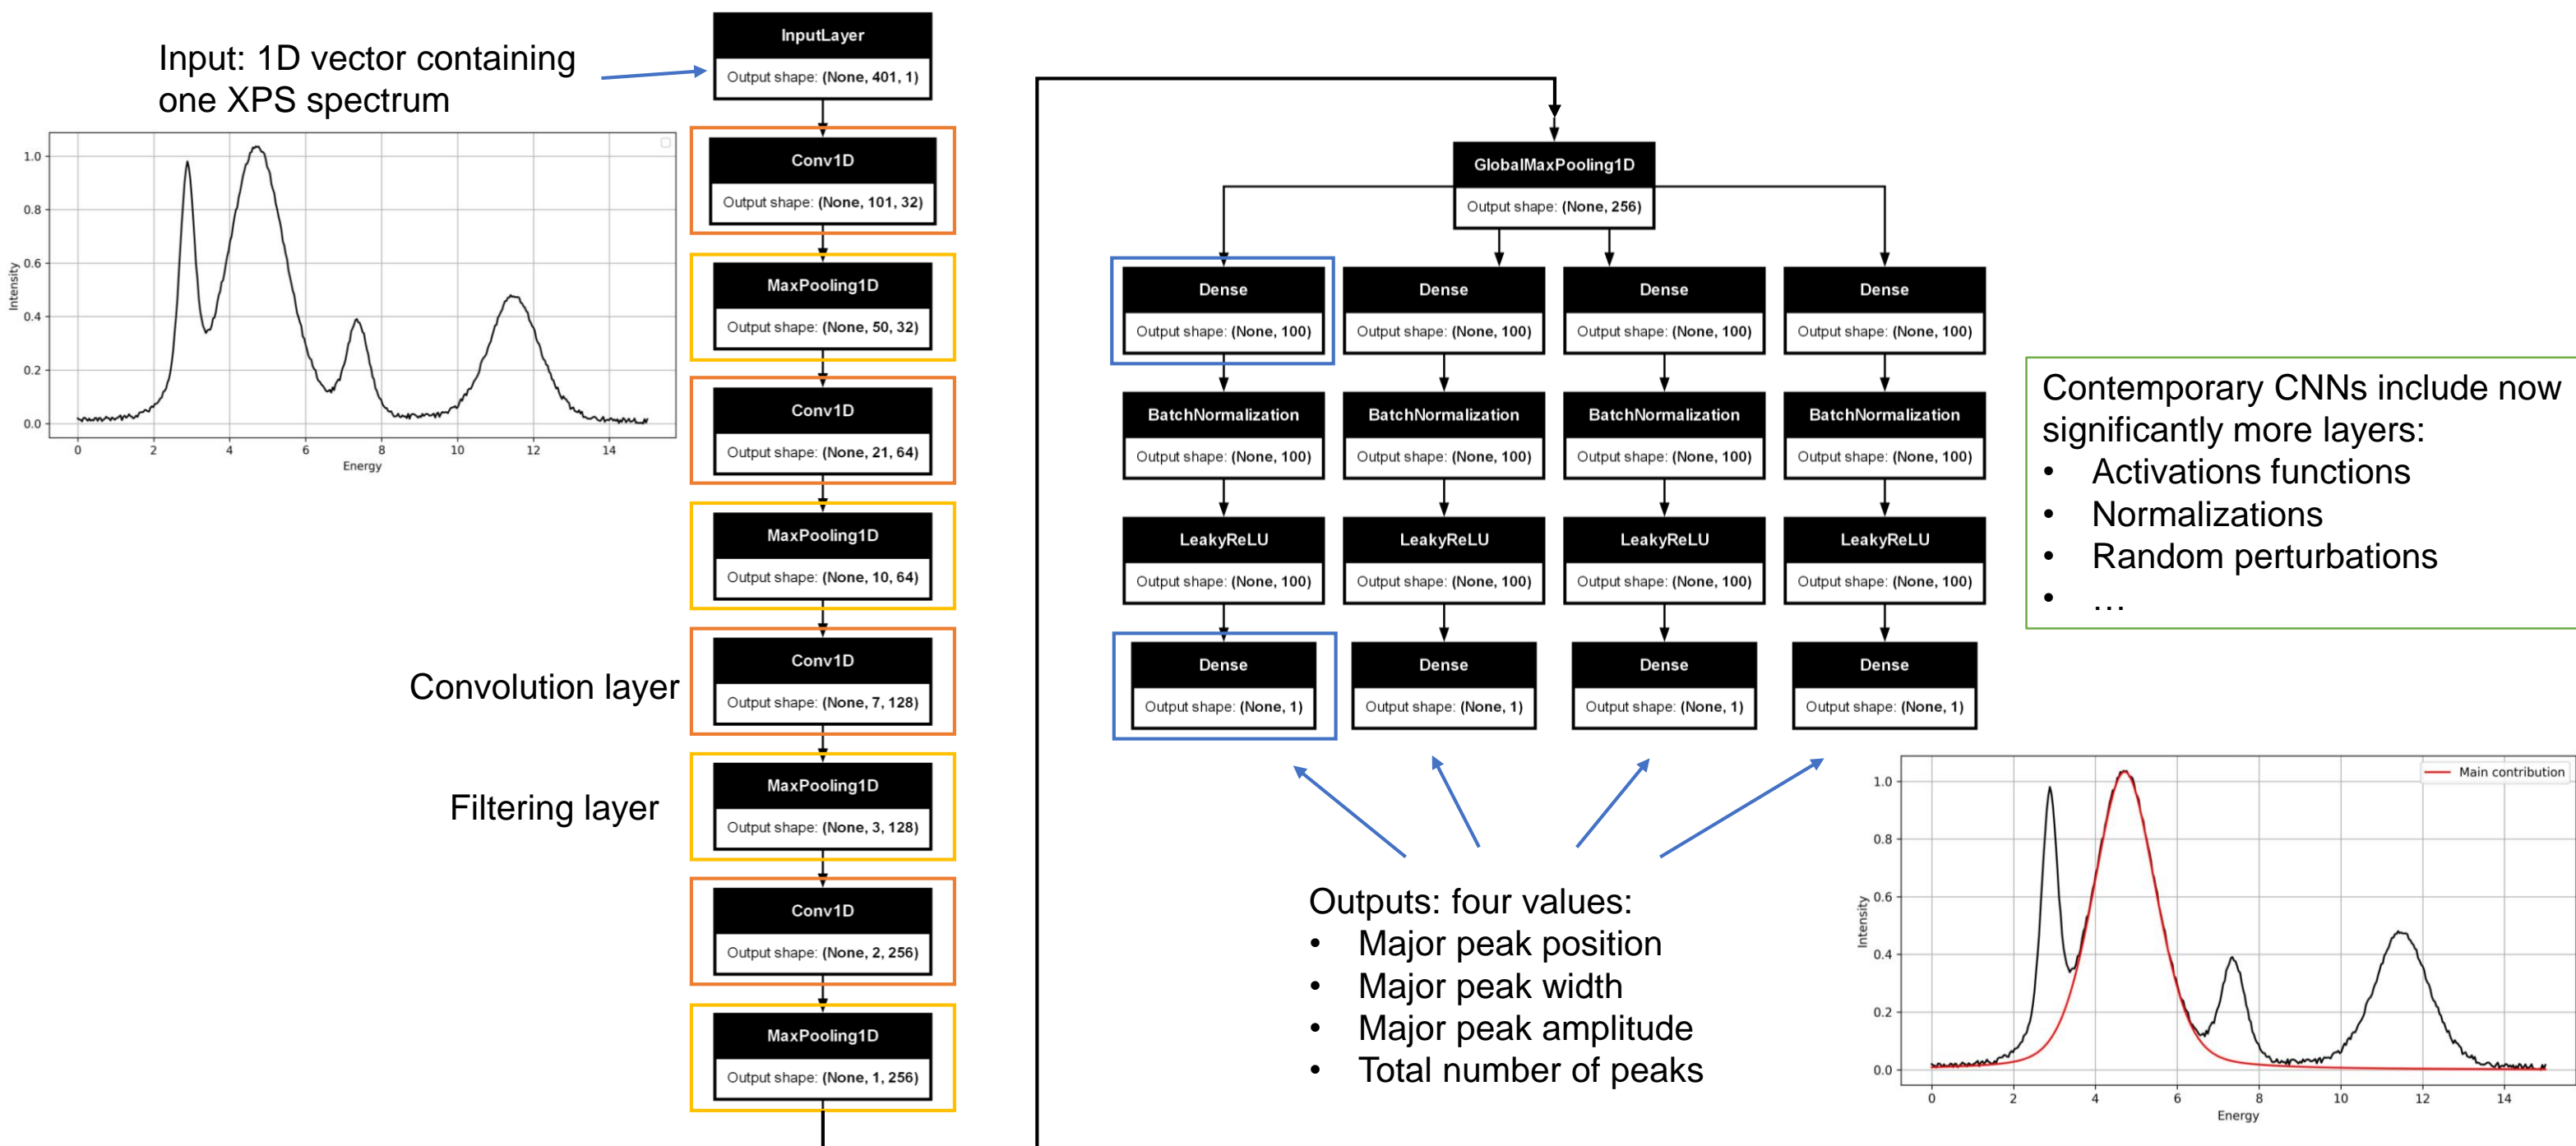 Input: 1D vector containing
one XPS spectrum
1.0
0.8
0.6
0.4
0.2
0.0
Intensity
0 2 4 6 8 10 12 14
Energy
InputLayer
Output shape: (None, 401, 1)
Conv1D
Output shape: (None, 101, 32)
MaxPooling1D
Output shape: (None, 50, 32)
Conv1D
Output shape: (None, 21, 64)
MaxPooling1D
Output shape: (None, 10, 64)
Convolution layer
Conv1D
Output shape: (None, 7, 128)
Filtering layer
MaxPooling1D
Output shape: (None, 3, 128)
Conv1D
Output shape: (None, 2, 256)
MaxPooling1D
Output shape: (None, 1, 256)
GlobalMaxPooling1D
Output shape: (None, 256)
Dense Dense Dense Dense
Output shape: (None, 100) Output shape: (None, 100) Output shape: (None, 100) Output shape: (None, 100)
BatchNormalization BatchNormalization BatchNormalization BatchNormalization
Output shape: (None, 100) Output shape: (None, 100) Output shape: (None, 100) Output shape: (None, 100)
LeakyReLU LeakyReLU LeakyReLU LeakyReLU
Output shape: (None, 100) Output shape: (None, 100) Output shape: (None, 100) Output shape: (None, 100)
Dense Dense Dense Dense
Output shape: (None, 1) Output shape: (None, 1) Output shape: (None, 1) Output shape: (None, 1)
Contemporary CNNs include now
significantly more layers:
• Activations functions
• Normalizations
• Random perturbations
• …
Outputs: four values:
• Major peak position
• Major peak width
• Major peak amplitude
• Total number of peaks
Main contribution
1.0
0.8
0.6
0.4
0.2
0.0
Intensity
0 2 4 6 8 10 12 14
Energy